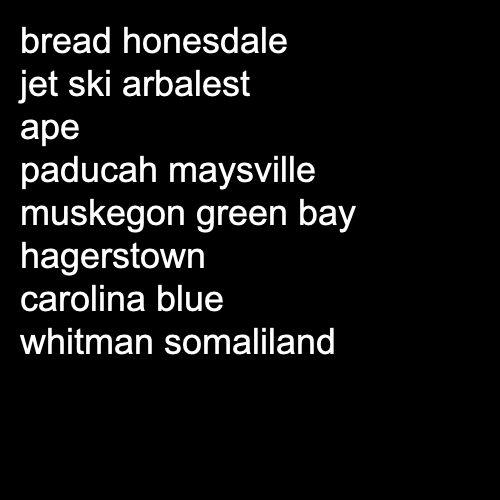 bread honesdale
jet ski arbalest
ape
paducah maysville
muskegon green bay
hagerstown
carolina blue
whitman somaliland